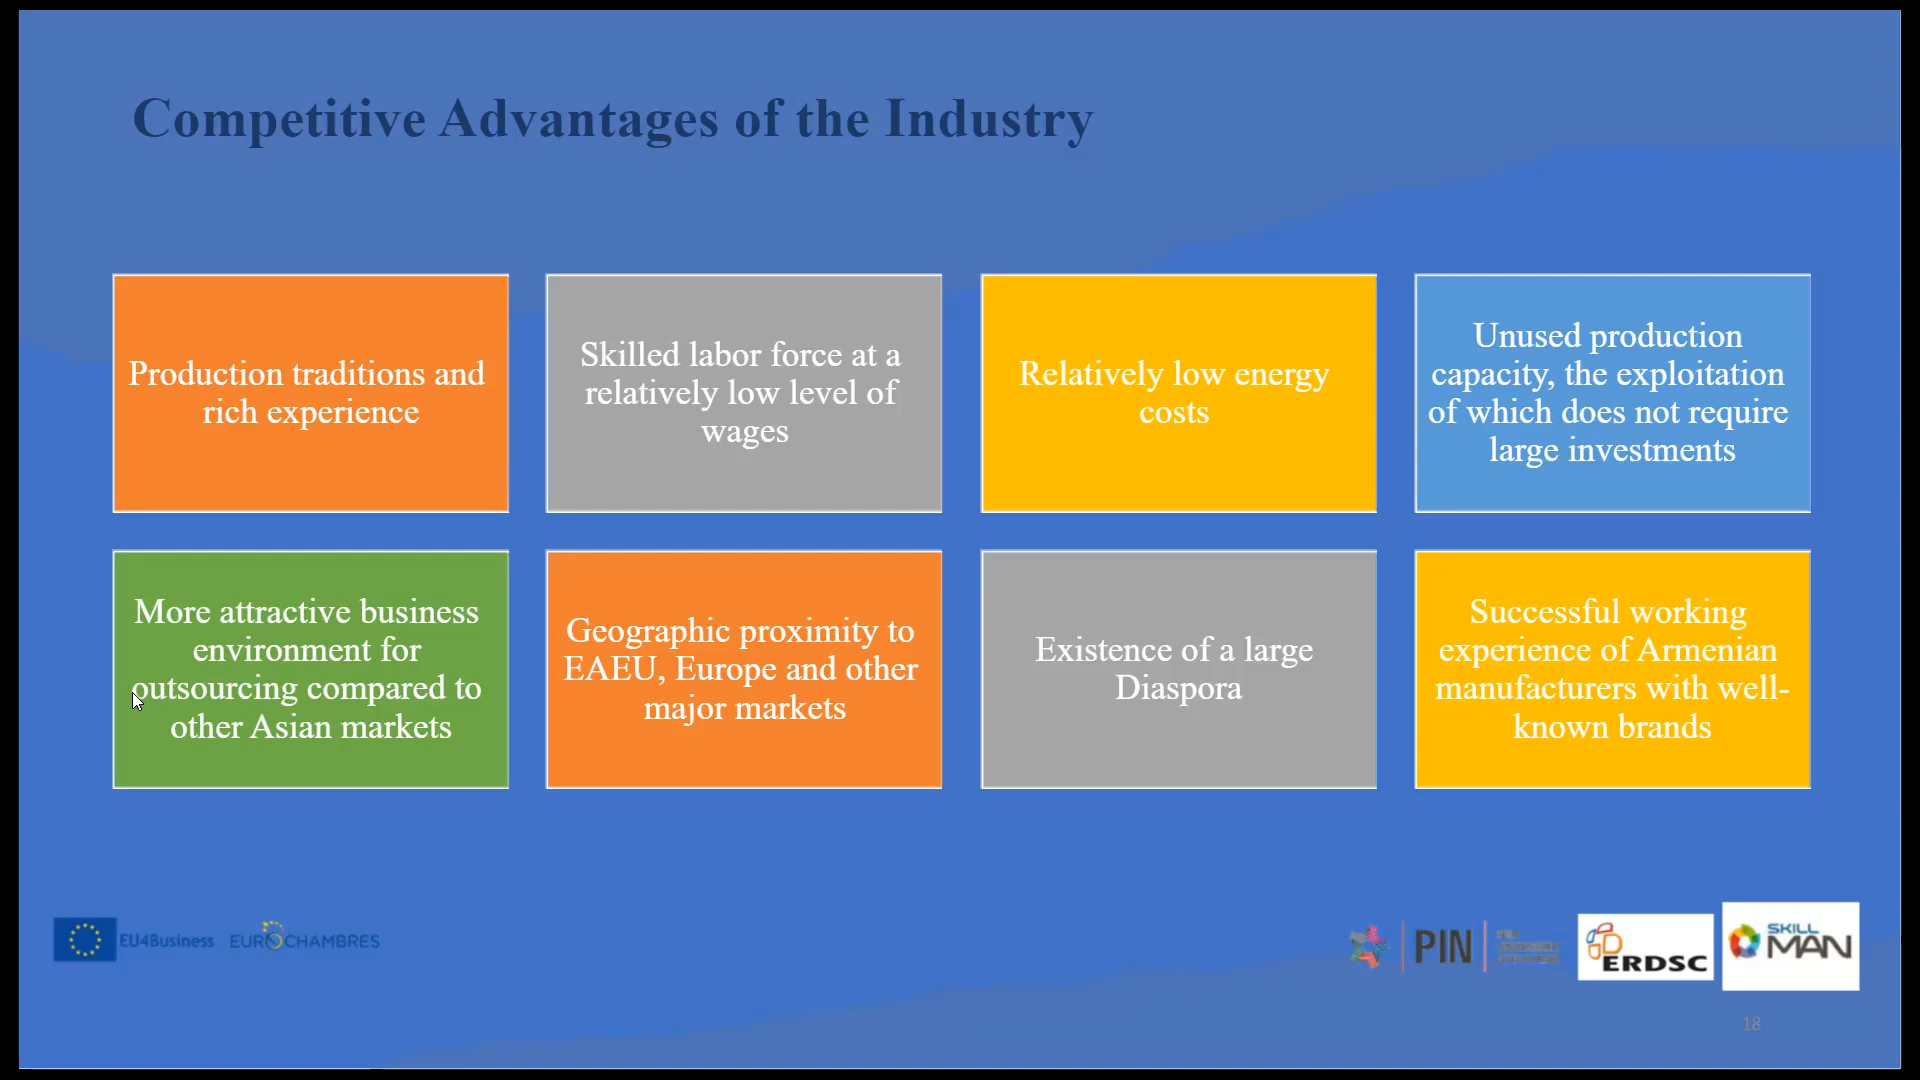 Competitive Advantages of the Industry
Production traditions and
rich experience
Skilled labor force at a
relatively low level of
wages
Relatively low energy
costs
Unused production
capacity, the exploitation
of which does not require
large investments
More attractive business
environment for
outsourcing compared to
other Asian markets
Geographic proximity to
EAEU, Europe and other
major markets
Existence of a large
Diaspora
Successful working
experience of Armenian
manufacturers with well-
known brands
EU4Business
EUROCHAMBRES
PIN
ERDSC
SKILL
MAN
18